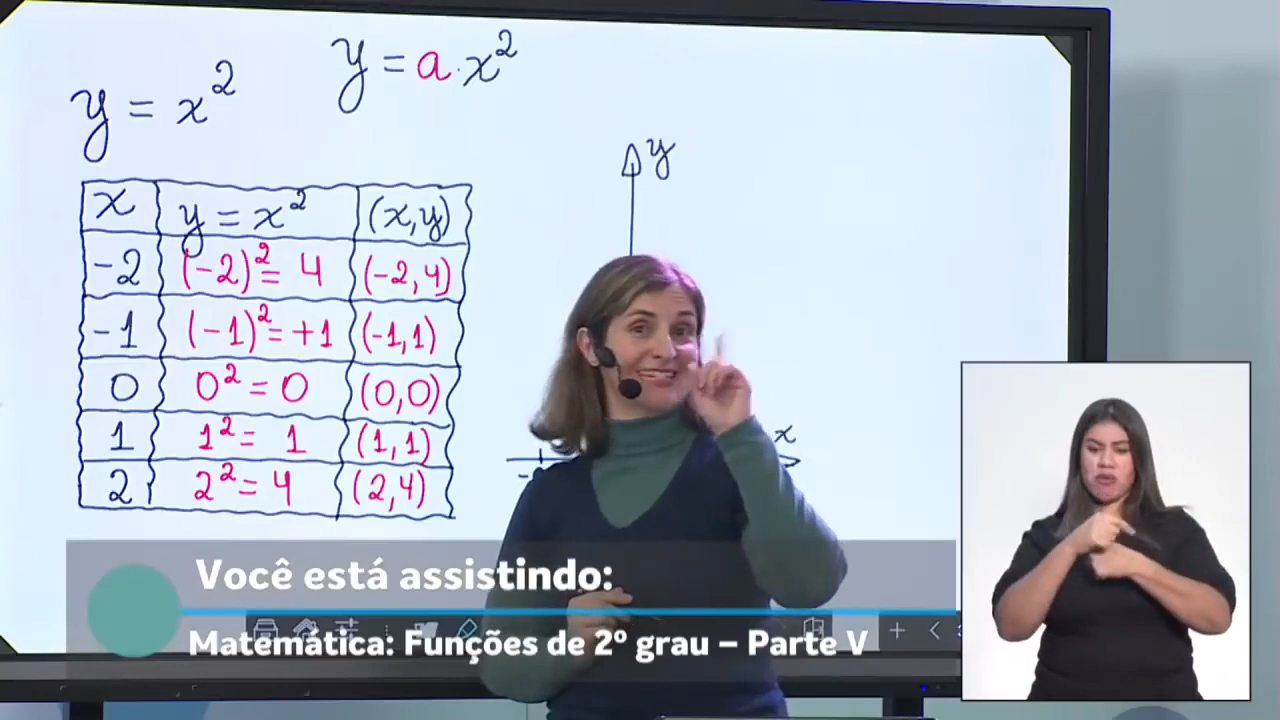 y = x²
y = a·x²
x y = x² (x,y)
-2 (-2)² = 4 (-2,4)
-1 (-1)² = +1 (-1,1)
0 0² = 0 (0,0)
1 1² = 1 (1,1)
2 2² = 4 (2,4)
y
x
Você está assistindo:
Matemática: Funções de 2º grau – Parte V